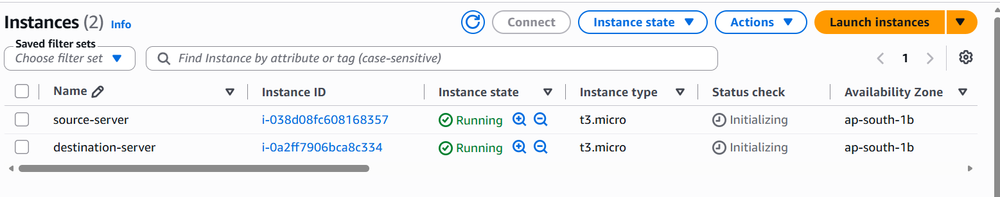 Instances (2) Info Connect Instance state Actions Launch instances
Saved filter sets
Choose filter set Find Instance by attribute or tag (case-sensitive) 1
Name Instance ID Instance state Instance type Status check Availability Zone
source-server i-038d08fc608168357 Running t3.micro Initializing ap-south-1b
destination-server i-0a2ff7906bca8c334 Running t3.micro Initializing ap-south-1b